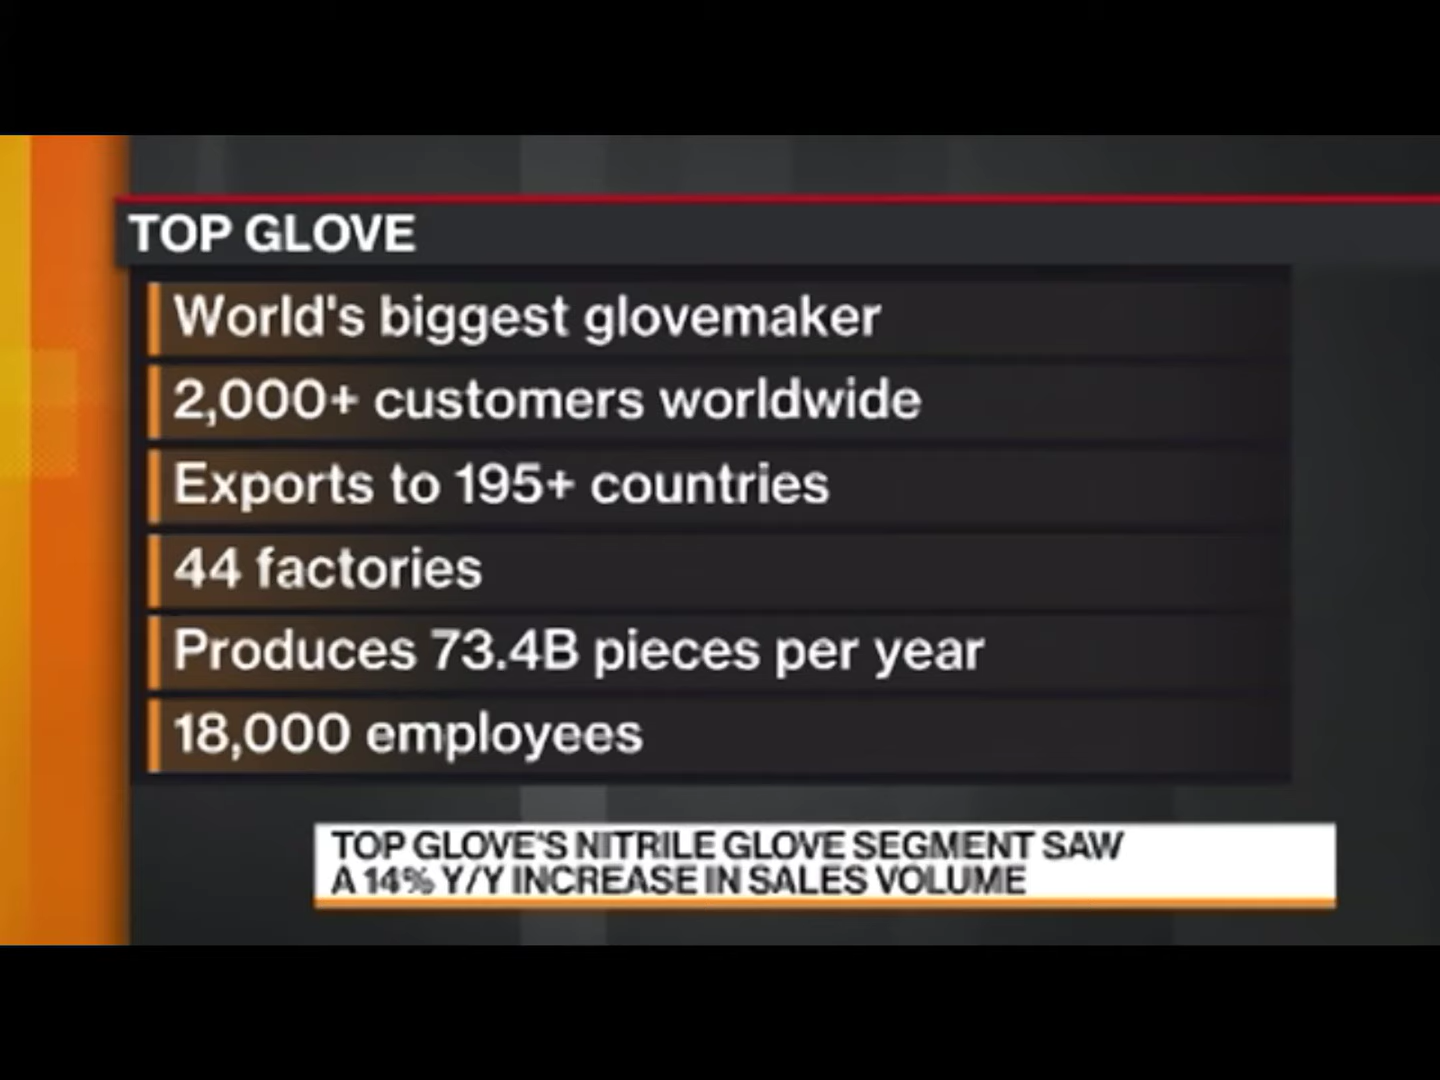 TOP GLOVE
World's biggest glovemaker
2,000+ customers worldwide
Exports to 195+ countries
44 factories
Produces 73.4B pieces per year
18,000 employees
TOP GLOVE'S NITRILE GLOVE SEGMENT SAW
A 14% Y/Y INCREASE IN SALES VOLUME